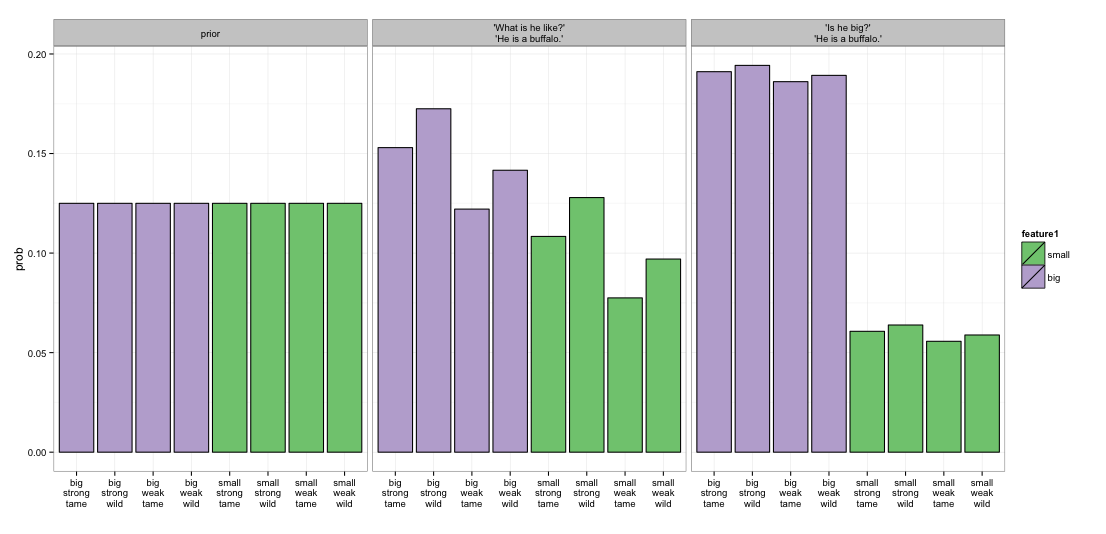 prior
'What is he like?'
'He is a buffalo.'
'Is he big?'
'He is a buffalo.'
prob
0.20
0.15
0.10
0.05
0.00
big
strong
tame
big
strong
wild
big
weak
tame
big
weak
wild
small
strong
tame
small
strong
wild
small
weak
tame
small
weak
wild
big
strong
tame
big
strong
wild
big
weak
tame
big
weak
wild
small
strong
tame
small
strong
wild
small
weak
tame
small
weak
wild
big
strong
tame
big
strong
wild
big
weak
tame
big
weak
wild
small
strong
tame
small
strong
wild
small
weak
tame
small
weak
wild
feature1
small
big